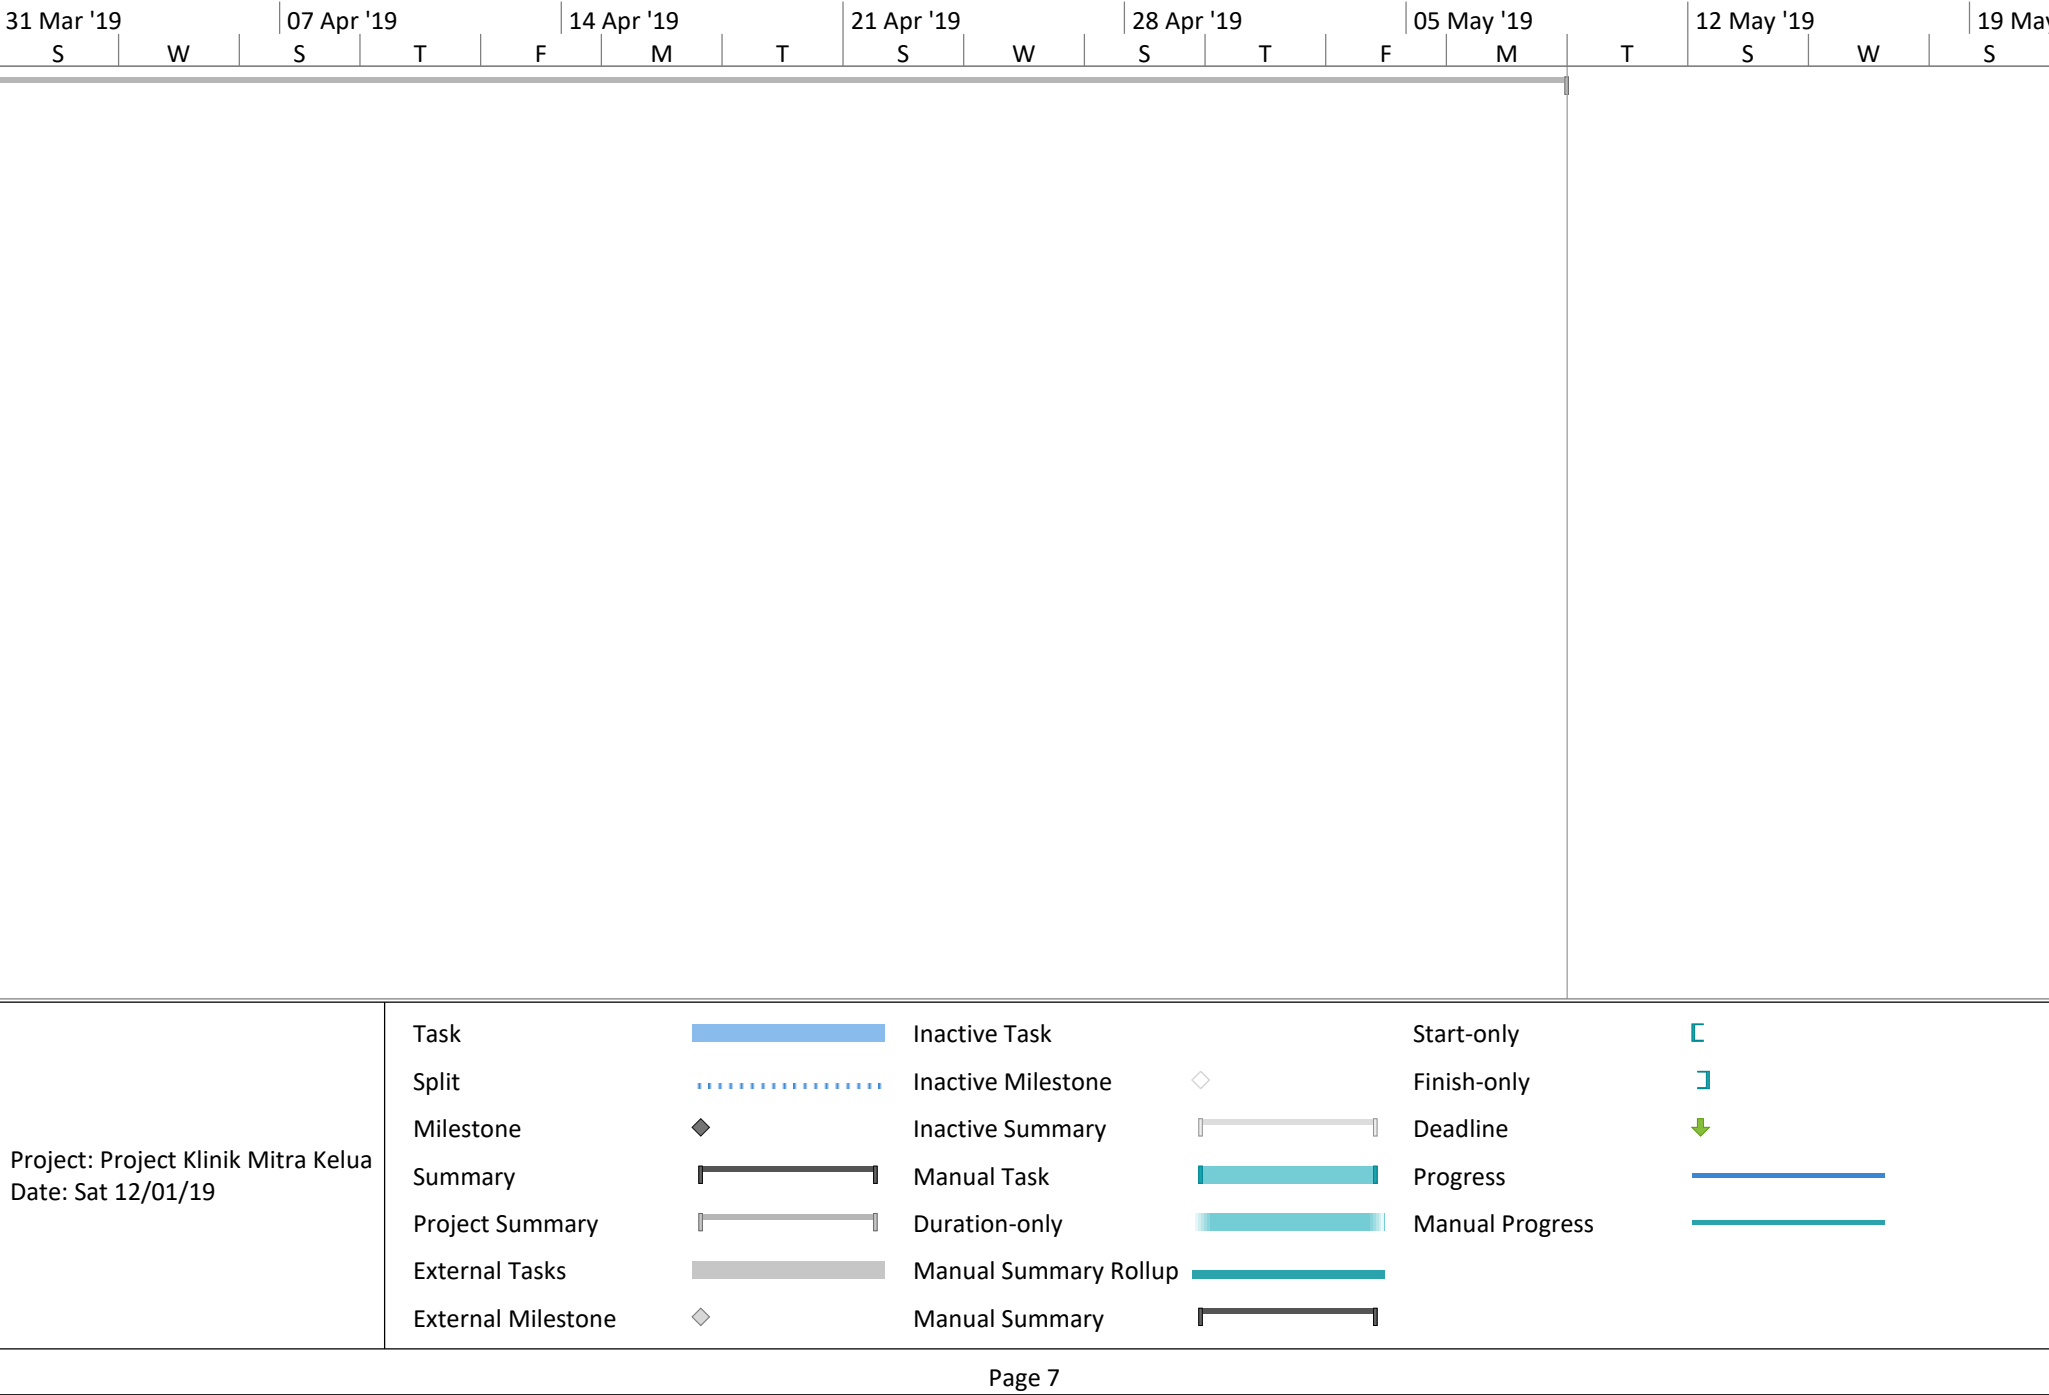 31 Mar '19 07 Apr '19 14 Apr '19 21 Apr '19 28 Apr '19 05 May '19 12 May '19 19 May
S W S T F M T S W S T F M T S W S
Project: Project Klinik Mitra Kelua
Date: Sat 12/01/19
Task
Split
Milestone
Summary
Project Summary
External Tasks
External Milestone
Inactive Task
Inactive Milestone
Inactive Summary
Manual Task
Duration-only
Manual Summary Rollup
Manual Summary
Start-only
Finish-only
Deadline
Progress
Manual Progress
Page 7